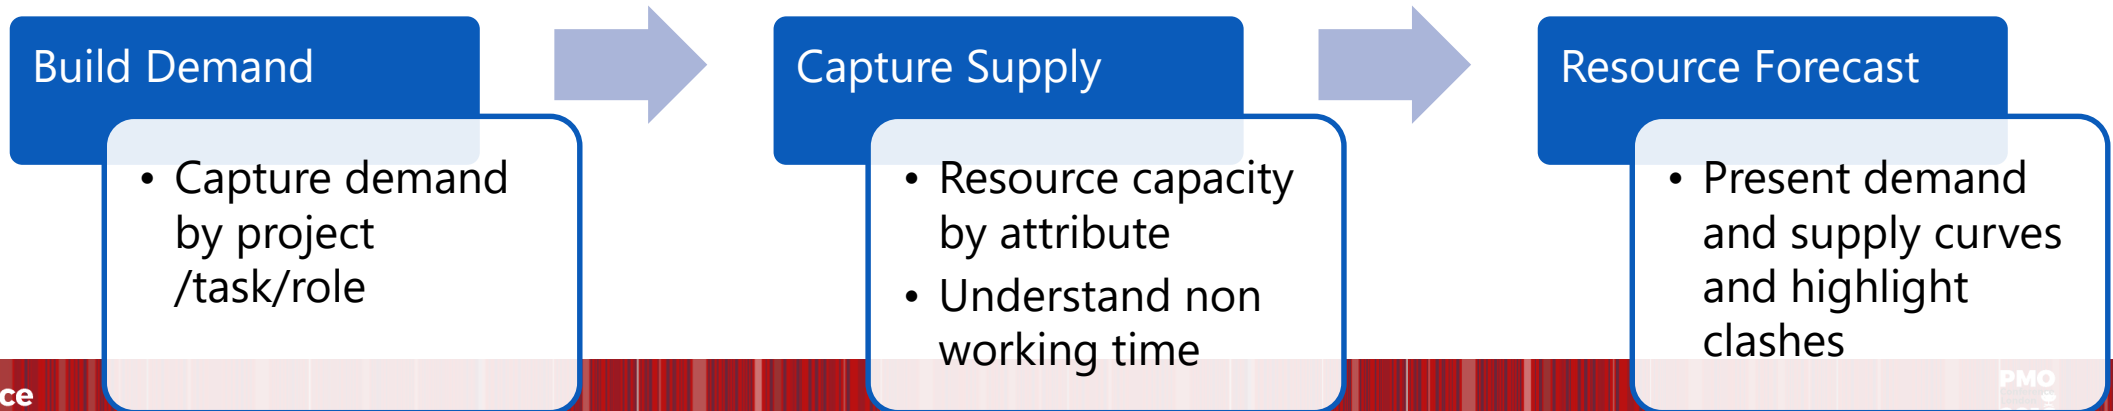 Build Demand
• Capture demand
by project
/task/role
Capture Supply
• Resource capacity
by attribute
• Understand non
working time
Resource Forecast
• Present demand
and supply curves
and highlight
clashes
ce
PMO